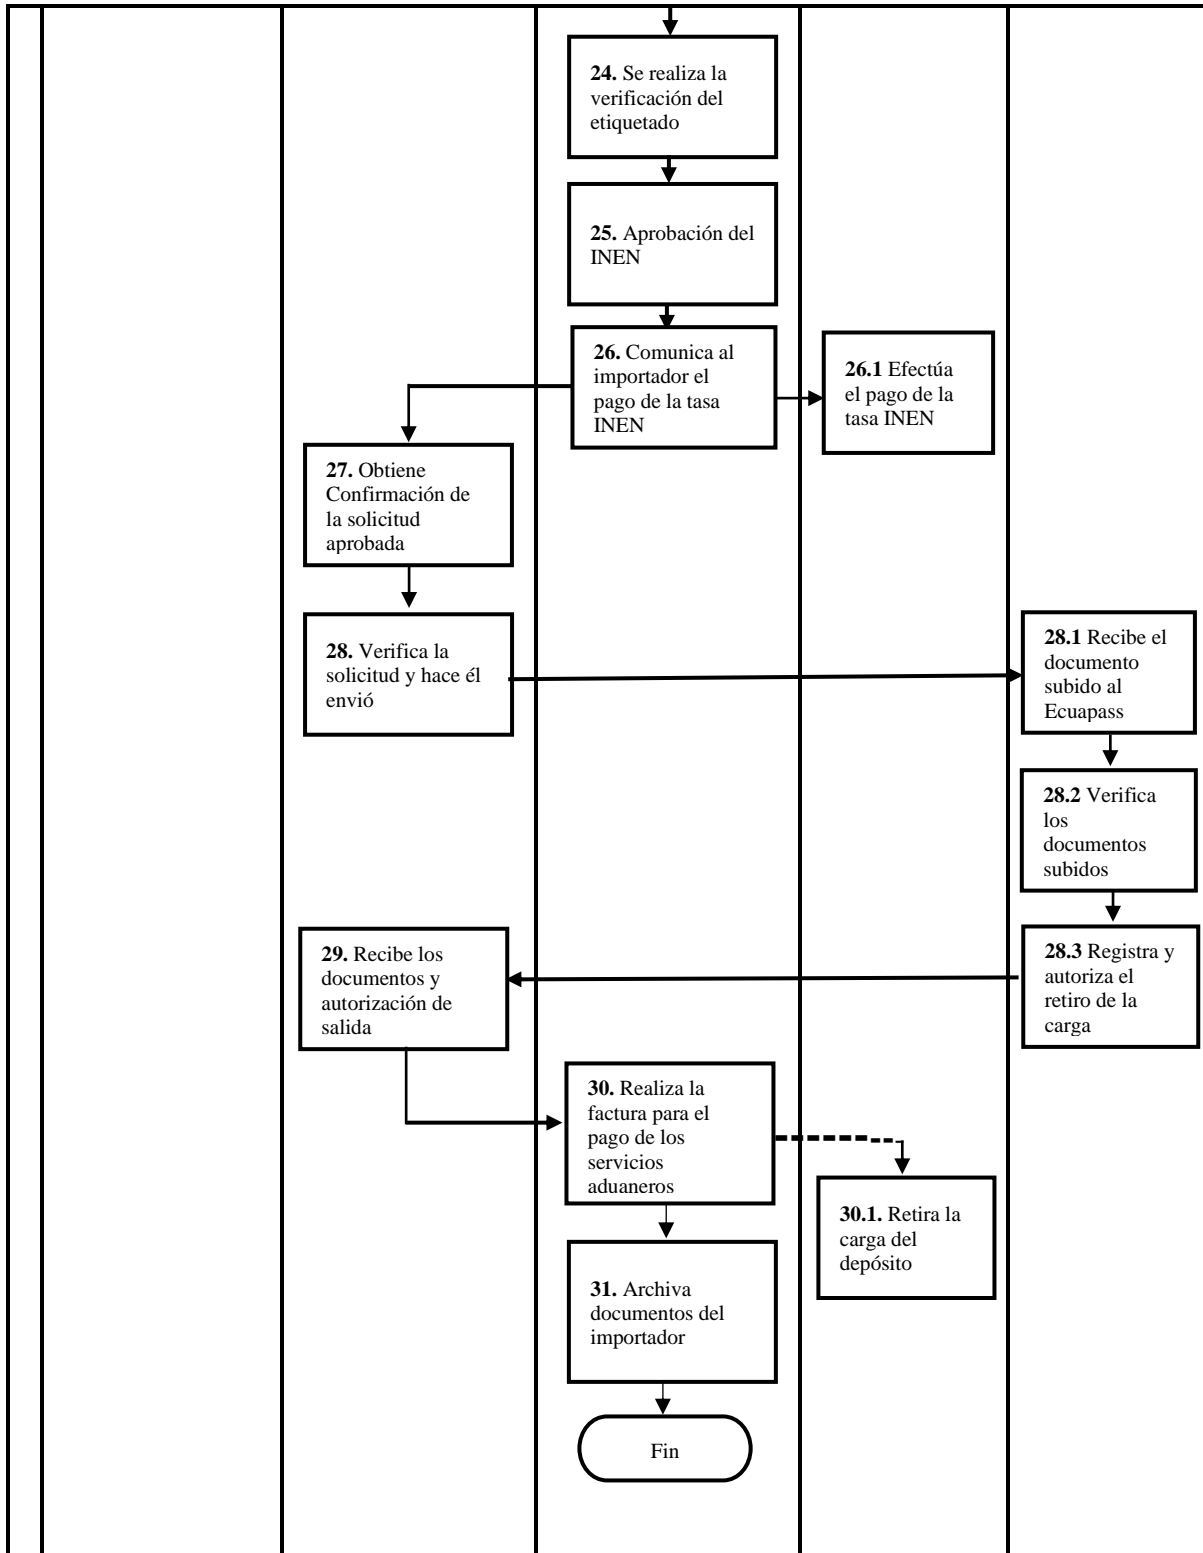 24. Se realiza la
verificación del
etiquetado
25. Aprobación del
INEN
26. Comunica al
importador el
pago de la tasa
INEN
26.1 Efectúa
el pago de la
tasa INEN
27. Obtiene
Confirmación de
la solicitud
aprobada
28. Verifica la
solicitud y hace él
envió
28.1 Recibe el
documento
subido al
Ecuapass
28.2 Verifica
los
documentos
subidos
28.3 Registra y
autoriza el
retiro de la
carga
29. Recibe los
documentos y
autorización de
salida
30. Realiza la
factura para el
pago de los
servicios
aduaneros
30.1. Retira la
carga del
depósito
31. Archiva
documentos del
importador
Fin